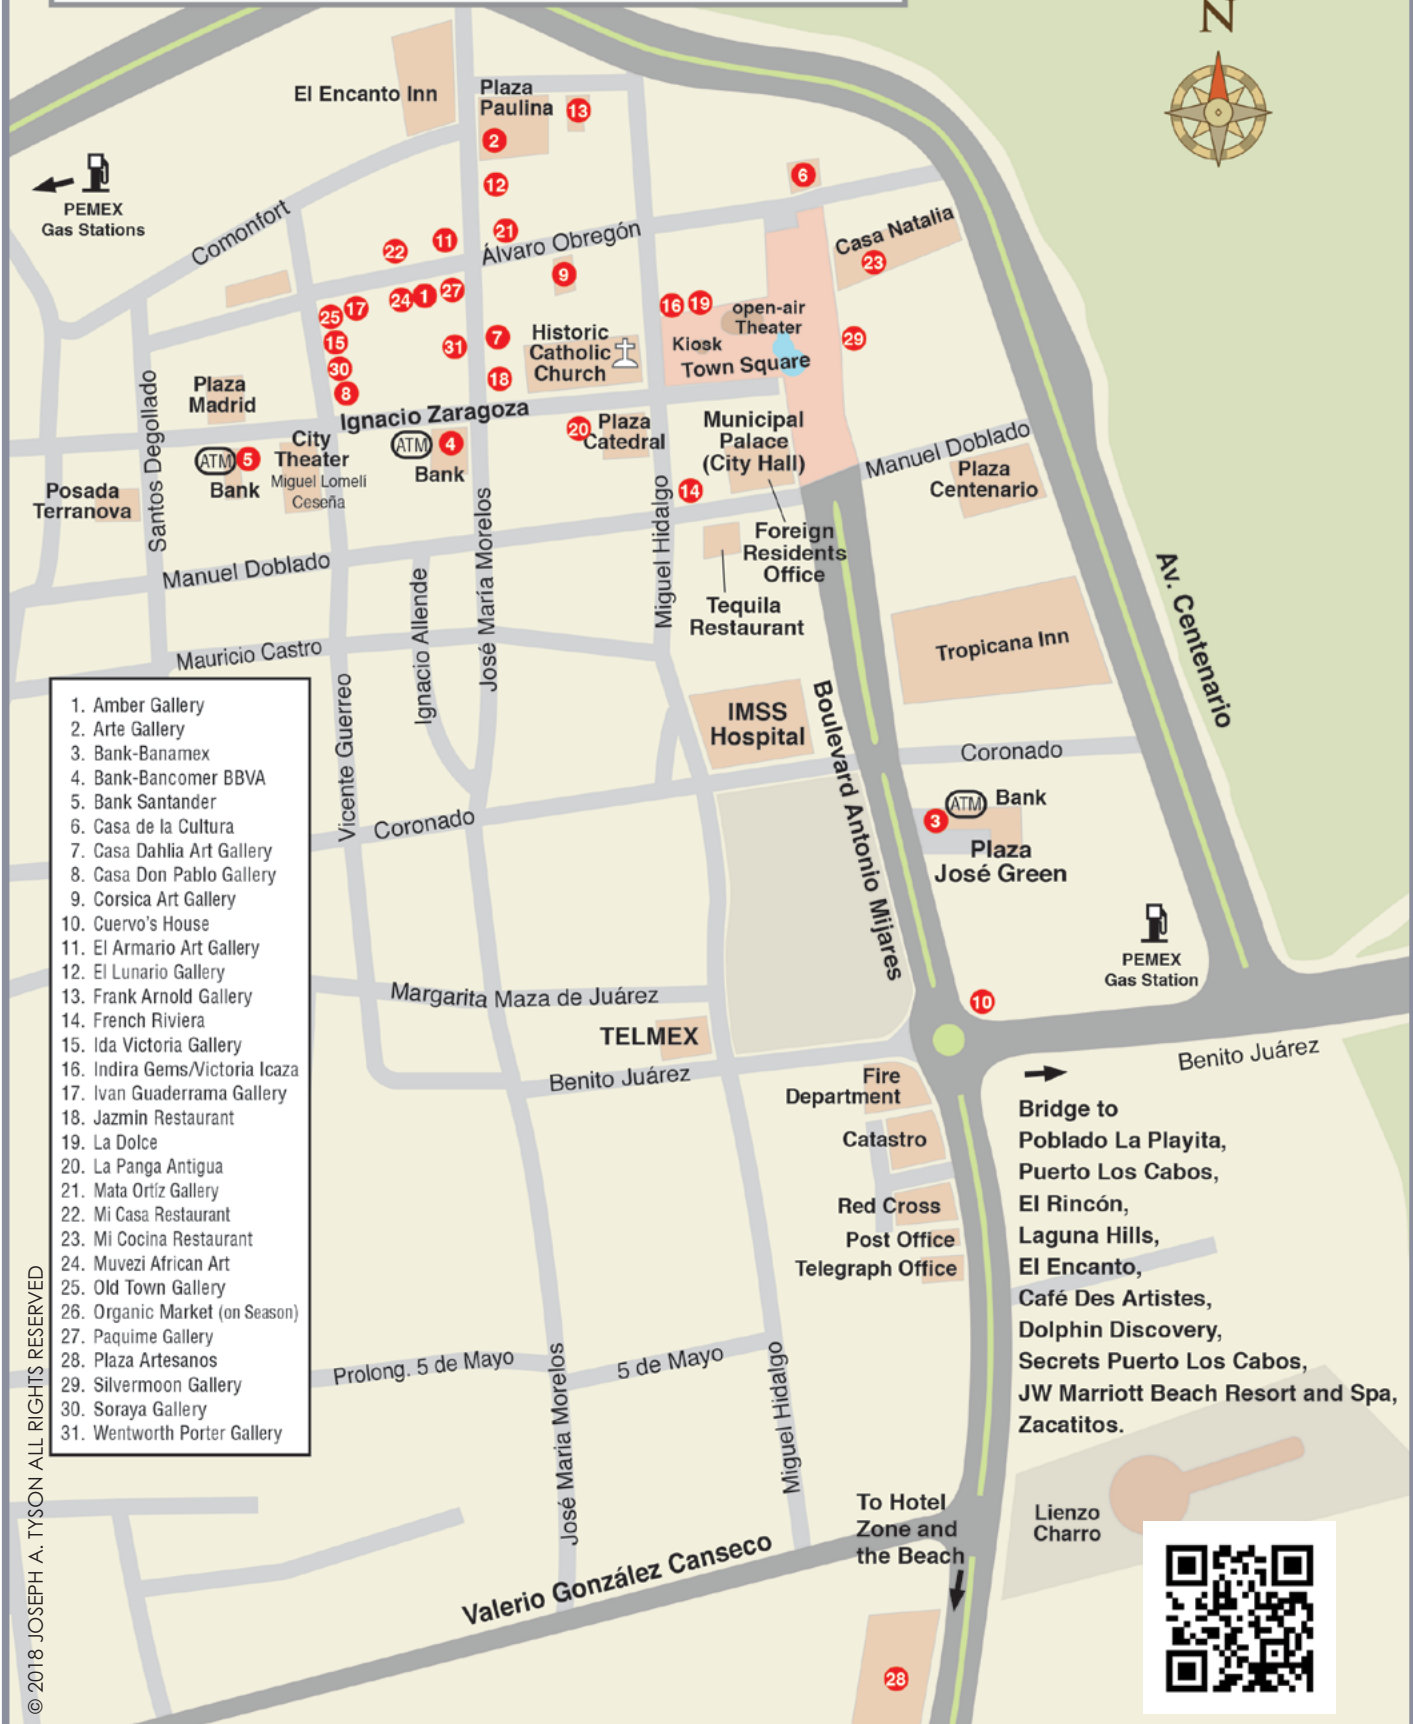 N
El Encanto Inn
Plaza
Paulina
13
2
PEMEX
Gas Stations
12
6
Comonfort
22
11
21
Álvaro Obregón
Casa Natalia
23
9
25
17
24
1
27
16
19
open-air
Theater
15
31
7
Historic
Catholic
Church
Kiosk
Town Square
29
30
18
8
Plaza
Madrid
Ignacio Zaragoza
20
Plaza
Catedral
Municipal
Palace
(City Hall)
Manuel Doblado
ATM
5
Bank
City
Theater
Miguel Lomeli
Ceseña
ATM
4
Bank
Plaza
Centenario
Posada
Terranova
Santos Degollado
14
Miguel Hidalgo
José María Morelos
Foreign
Residents
Office
Manuel Doblado
Ignacio Allende
Tequila
Restaurant
Av. Centenario
Tropicana Inn
Mauricio Castro
Vicente Guerreo
IMSS
Hospital
Boulevard Antonio Mijares
Coronado
Coronado
ATM
Bank
3
Plaza
José Green
PEMEX
Gas Station
10
Margarita Maza de Juárez
TELMEX
Benito Juárez
Benito Juárez
Fire
Department
Catastro
Red Cross
Post Office
Telegraph Office
Bridge to
Poblado La Playita,
Puerto Los Cabos,
El Rincón,
Laguna Hills,
El Encanto,
Café Des Artistes,
Dolphin Discovery,
Secrets Puerto Los Cabos,
JW Marriott Beach Resort and Spa,
Zacatitos.
1. Amber Gallery
2. Arte Gallery
3. Bank-Banamex
4. Bank-Bancomer BBVA
5. Bank Santander
6. Casa de la Cultura
7. Casa Dahlia Art Gallery
8. Casa Don Pablo Gallery
9. Corsica Art Gallery
10. Cuervo's House
11. El Armario Art Gallery
12. El Lunario Gallery
13. Frank Arnold Gallery
14. French Riviera
15. Ida Victoria Gallery
16. Indira Gems/Victoria Icaza
17. Ivan Guaderrama Gallery
18. Jazmin Restaurant
19. La Dolce
20. La Panga Antigua
21. Mata Ortíz Gallery
22. Mi Casa Restaurant
23. Mi Cocina Restaurant
24. Muvezi African Art
25. Old Town Gallery
26. Organic Market (on Season)
27. Paquime Gallery
28. Plaza Artesanos
29. Silvermoon Gallery
30. Soraya Gallery
31. Wentworth Porter Gallery
Prolong. 5 de Mayo
5 de Mayo
José María Morelos
Miguel Hidalgo
To Hotel
Zone and
the Beach
Lienzo
Charro
Valerio González Canseco
28
© 2018 JOSEPH A. TYSON ALL RIGHTS RESERVED